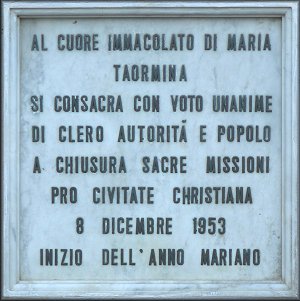 AL CUORE IMMACOLATO DI MARIA
TAORMINA
SI CONSACRA CON VOTO UNANIME
DI CLERO AUTORITÃ E POPOLO
A CHIUSURA SACRE MISSIONI
PRO CIVITATE CHRISTIANA
8 DICEMBRE 1953
INIZIO DELL'ANNO MARIANO